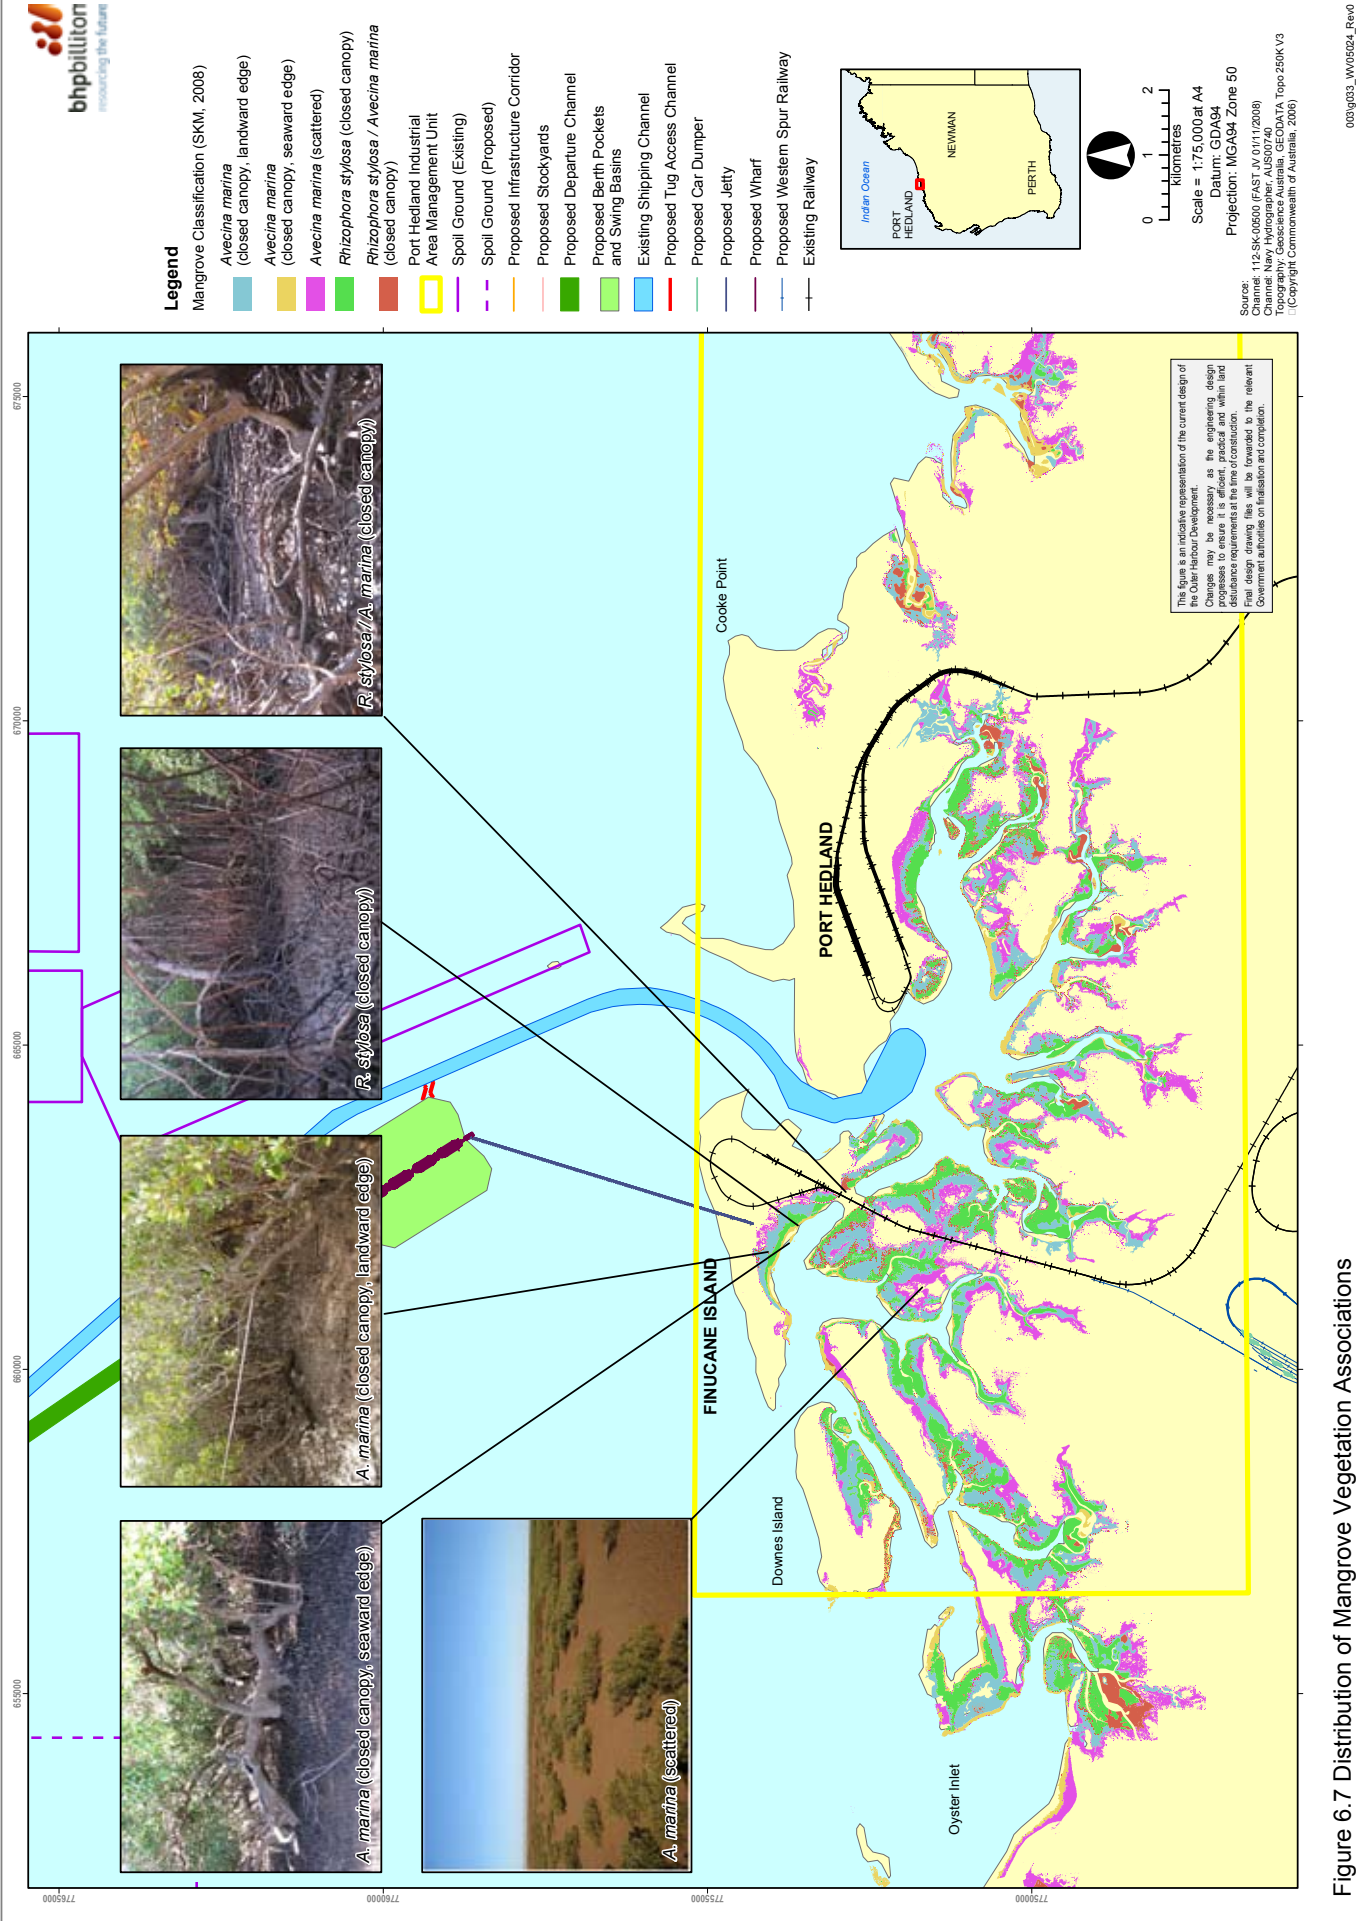 bhpbilliton
resourcing the future
Legend
Mangrove Classification (SKM, 2008)
Avecina marina
(closed canopy, landward edge)
Avecina marina
(closed canopy, seaward edge)
Avecina marina (scattered)
Rhizophora stylosa (closed canopy)
Rhizophora stylosa / Avecina marina
(closed canopy)
Port Hedland Industrial
Area Management Unit
Spoil Ground (Existing)
Spoil Ground (Proposed)
Proposed Infrastructure Corridor
Proposed Stockyards
Proposed Departure Channel
Proposed Berth Pockets
and Swing Basins
Existing Shipping Channel
Proposed Tug Access Channel
Proposed Car Dumper
Proposed Jetty
Proposed Wharf
Proposed Western Spur Railway
Existing Railway
Indian Ocean
PORT
HEDLAND
NEWMAN
PERTH
0 1 2
kilometres
Scale = 1:75,000 at A4
Datum: GDA94
Projection: MGA94 Zone 50
Source:
Channel: 112-SK-00500 (FAST JV 01/11/2008)
Channel: Navy Hydrographer, AUS00740
Topography: Geoscience Australia, GEODATA Topo 250K V3
(Copyright Commonwealth of Australia, 2006)
003\g033_WV05024_Rev0
655000
660000
665000
670000
675000
7765000
7760000
7755000
7750000
A. marina (closed canopy, seaward edge)
A. marina (closed canopy, landward edge)
R. stylosa (closed canopy)
R. stylosa / A. marina (closed canopy)
A. marina (scattered)
FINUCANE ISLAND
Cooke Point
Downes Island
PORT HEDLAND
Oyster Inlet
This figure is an indicative representation of the current design of
the Outer Harbour Development.
Changes may be necessary as the engineering design
progresses to ensure it is efficient, practical and within land
disturbance requirements at the time of construction.
Final design drawing files will be forwarded to the relevant
Government authorities on finalisation and completion.
Figure 6.7 Distribution of Mangrove Vegetation Associations